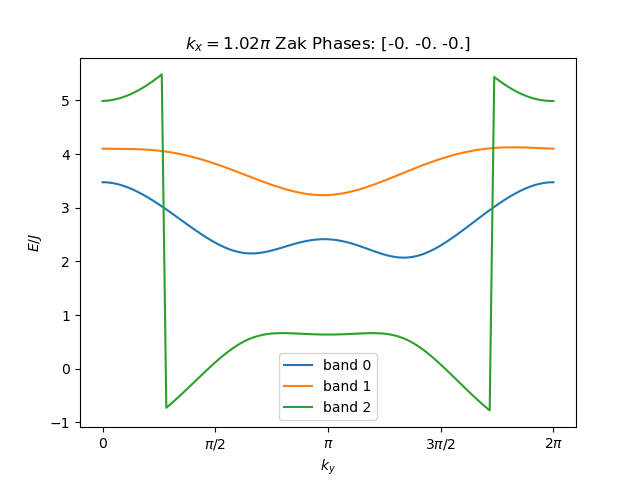 $k_x = 1.02\pi$ Zak Phases: [-0. -0. -0.]
E/J
5
4
3
2
1
0
−1
band 0
band 1
band 2
0
π/2
π
3π/2
2π
$k_y$